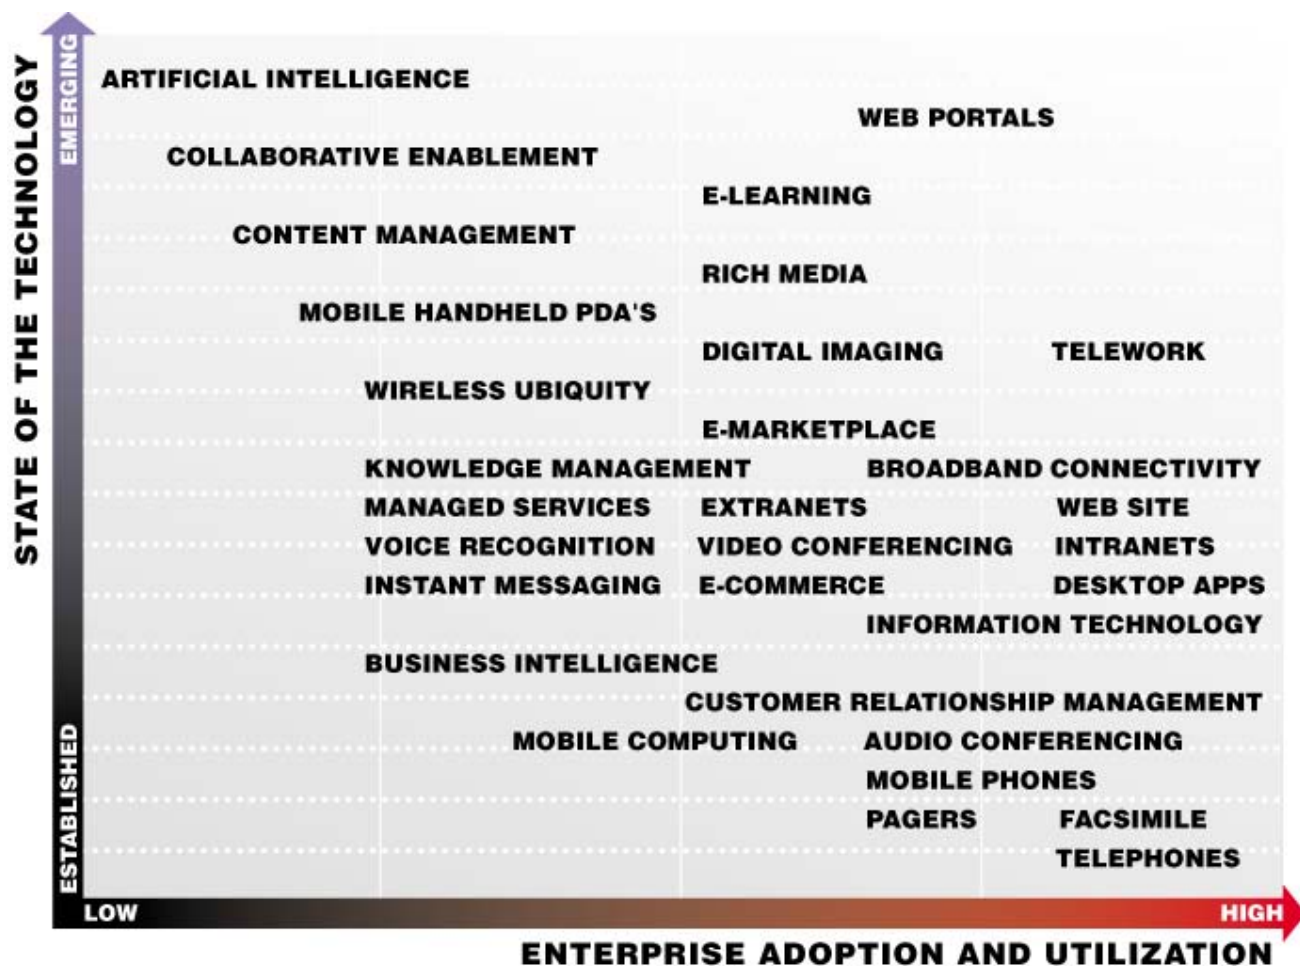 STATE OF THE TECHNOLOGY
EMERGING
ARTIFICIAL INTELLIGENCE
WEB PORTALS
COLLABORATIVE ENABLEMENT
E-LEARNING
CONTENT MANAGEMENT
RICH MEDIA
MOBILE HANDHELD PDA'S
DIGITAL IMAGING TELEWORK
WIRELESS UBIQUITY
E-MARKETPLACE
KNOWLEDGE MANAGEMENT BROADBAND CONNECTIVITY
MANAGED SERVICES EXTRANETS WEB SITE
VOICE RECOGNITION VIDEO CONFERENCING INTRANETS
INSTANT MESSAGING E-COMMERCE DESKTOP APPS
INFORMATION TECHNOLOGY
BUSINESS INTELLIGENCE
CUSTOMER RELATIONSHIP MANAGEMENT
MOBILE COMPUTING AUDIO CONFERENCING
MOBILE PHONES
PAGERS FACSIMILE
TELEPHONES
ESTABLISHED
LOW HIGH
ENTERPRISE ADOPTION AND UTILIZATION